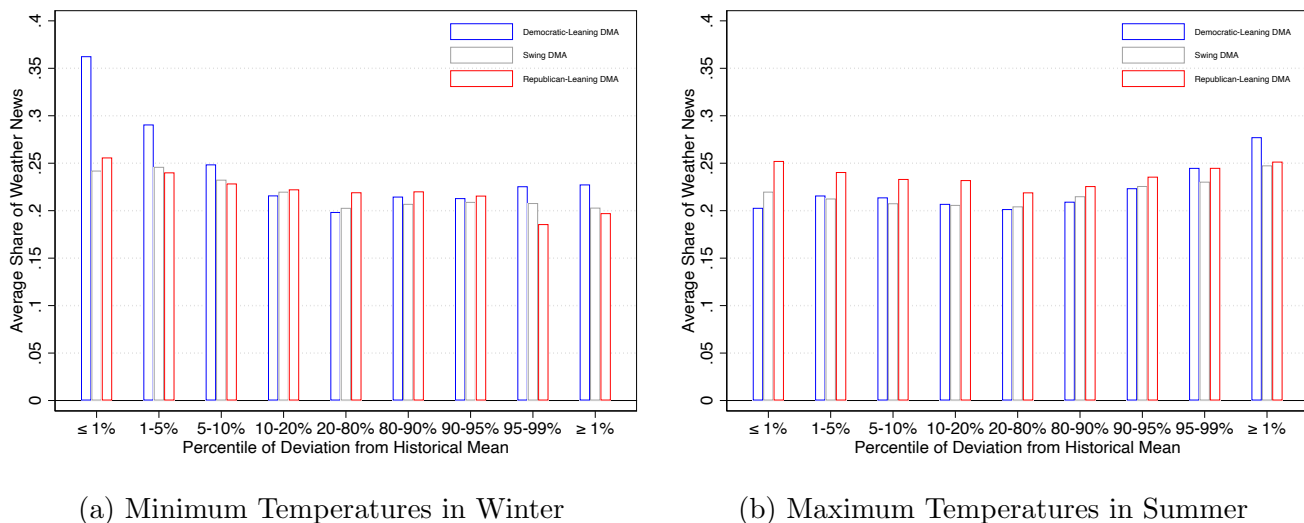 .4
.35
.3
.25
.2
.15
.1
.05
0
Average Share of Weather News
Democratic-Leaning DMA
Swing DMA
Republican-Leaning DMA
≤ 1% 1-5% 5-10% 10-20% 20-80% 80-90% 90-95% 95-99% ≥ 1%
Percentile of Deviation from Historical Mean
(a) Minimum Temperatures in Winter
.4
.35
.3
.25
.2
.15
.1
.05
0
Average Share of Weather News
Democratic-Leaning DMA
Swing DMA
Republican-Leaning DMA
≤ 1% 1-5% 5-10% 10-20% 20-80% 80-90% 90-95% 95-99% ≥ 1%
Percentile of Deviation from Historical Mean
(b) Maximum Temperatures in Summer